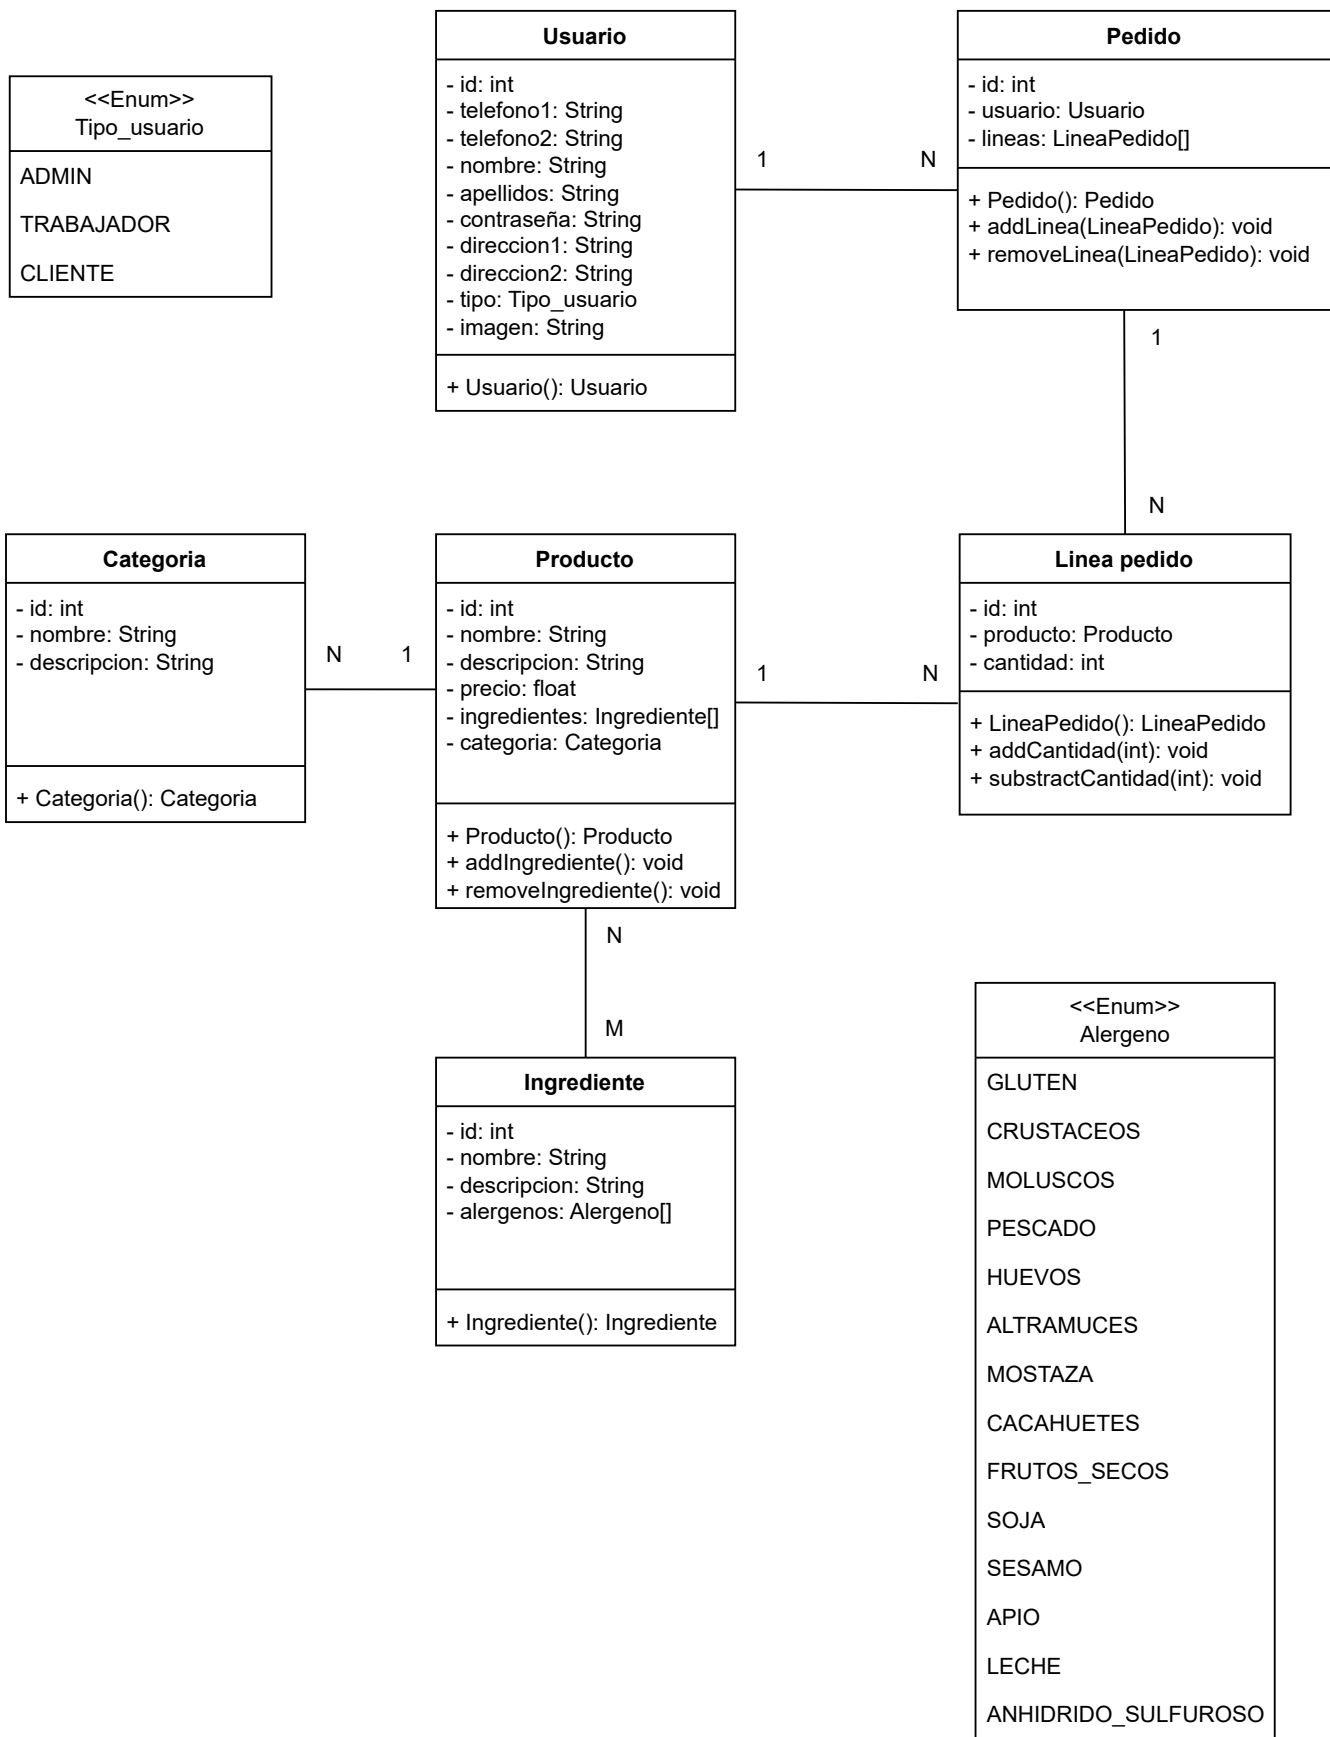 <<Enum>>
Tipo_usuario
ADMIN
TRABAJADOR
CLIENTE
Usuario
- id: int
- telefono1: String
- telefono2: String
- nombre: String
- apellidos: String
- contraseña: String
- direccion1: String
- direccion2: String
- tipo: Tipo_usuario
- imagen: String
+ Usuario(): Usuario
1
N
Pedido
- id: int
- usuario: Usuario
- lineas: LineaPedido[]
+ Pedido(): Pedido
+ addLinea(LineaPedido): void
+ removeLinea(LineaPedido): void
1
N
Categoria
- id: int
- nombre: String
- descripcion: String
+ Categoria(): Categoria
N
1
Producto
- id: int
- nombre: String
- descripcion: String
- precio: float
- ingredientes: Ingrediente[]
- categoria: Categoria
+ Producto(): Producto
+ addIngrediente(): void
+ removeIngrediente(): void
1
N
Linea pedido
- id: int
- producto: Producto
- cantidad: int
+ LineaPedido(): LineaPedido
+ addCantidad(int): void
+ substractCantidad(int): void
N
M
Ingrediente
- id: int
- nombre: String
- descripcion: String
- alergenos: Alergeno[]
+ Ingrediente(): Ingrediente
<<Enum>>
Alergeno
GLUTEN
CRUSTACEOS
MOLUSCOS
PESCADO
HUEVOS
ALTRAMUCES
MOSTAZA
CACAHUETES
FRUTOS_SECOS
SOJA
SESAMO
APIO
LECHE
ANHIDRIDO_SULFUROSO